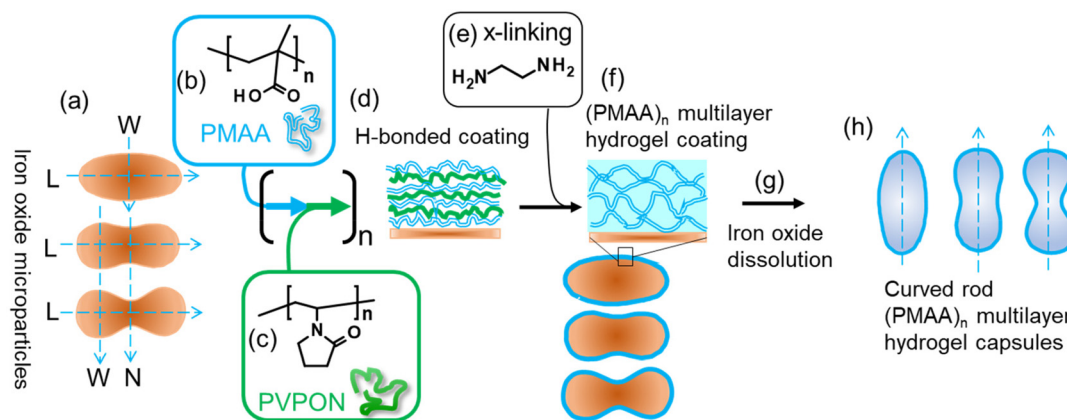 (a)
W
L
L
L
W N
Iron oxide microparticles
(b)
n
HO
O
PMAA
[ ]n
(c)
n
N
O
PVPON
(d)
H-bonded coating
(e) x-linking
H₂N
NH₂
(f)
(PMAA)n multilayer
hydrogel coating
(g)
Iron oxide
dissolution
(h)
Curved rod
(PMAA)n multilayer
hydrogel capsules